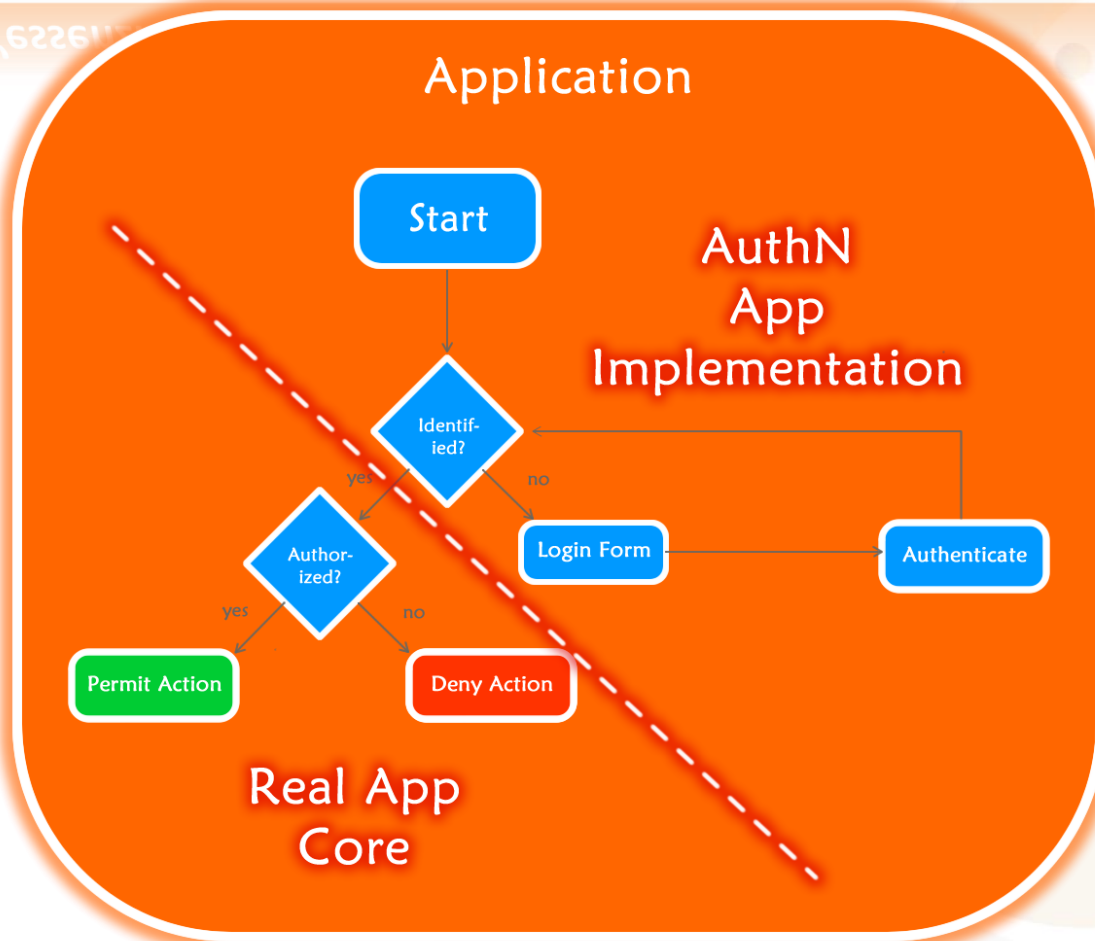 Application
Start
AuthN
App
Implementation
Identif-
ied?
yes
no
Author-
ized?
Login Form
Authenticate
yes
no
Permit Action
Deny Action
Real App
Core